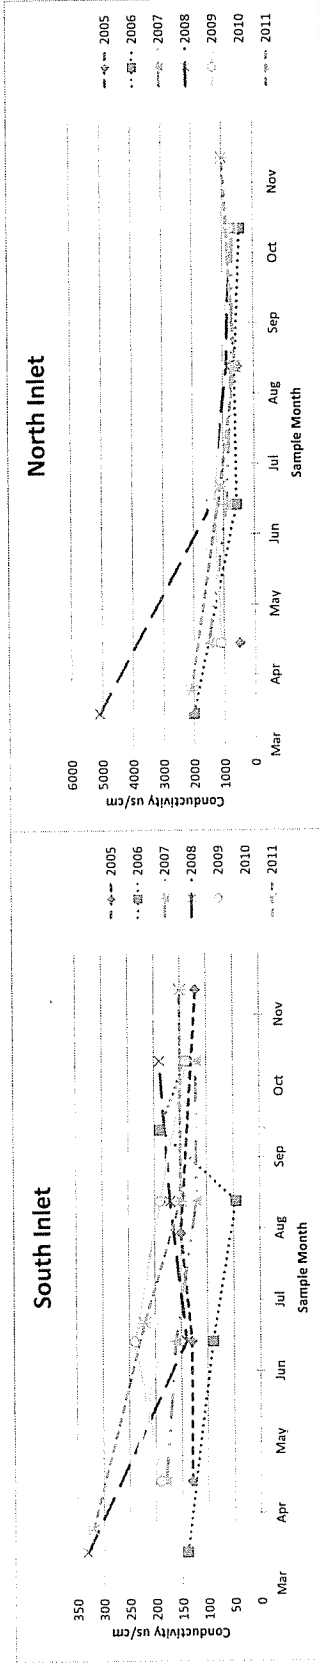 South Inlet
350
300
250
200
150
100
50
0
Conductivity us/cm
Mar
Apr
May
Jun
Jul
Aug
Sep
Oct
Nov
Sample Month
2005
2006
2007
2008
2009
2010
2011
North Inlet
6000
5000
4000
3000
2000
1000
0
Conductivity us/cm
Mar
Apr
May
Jun
Jul
Aug
Sep
Oct
Nov
Sample Month
2005
2006
2007
2008
2009
2010
2011